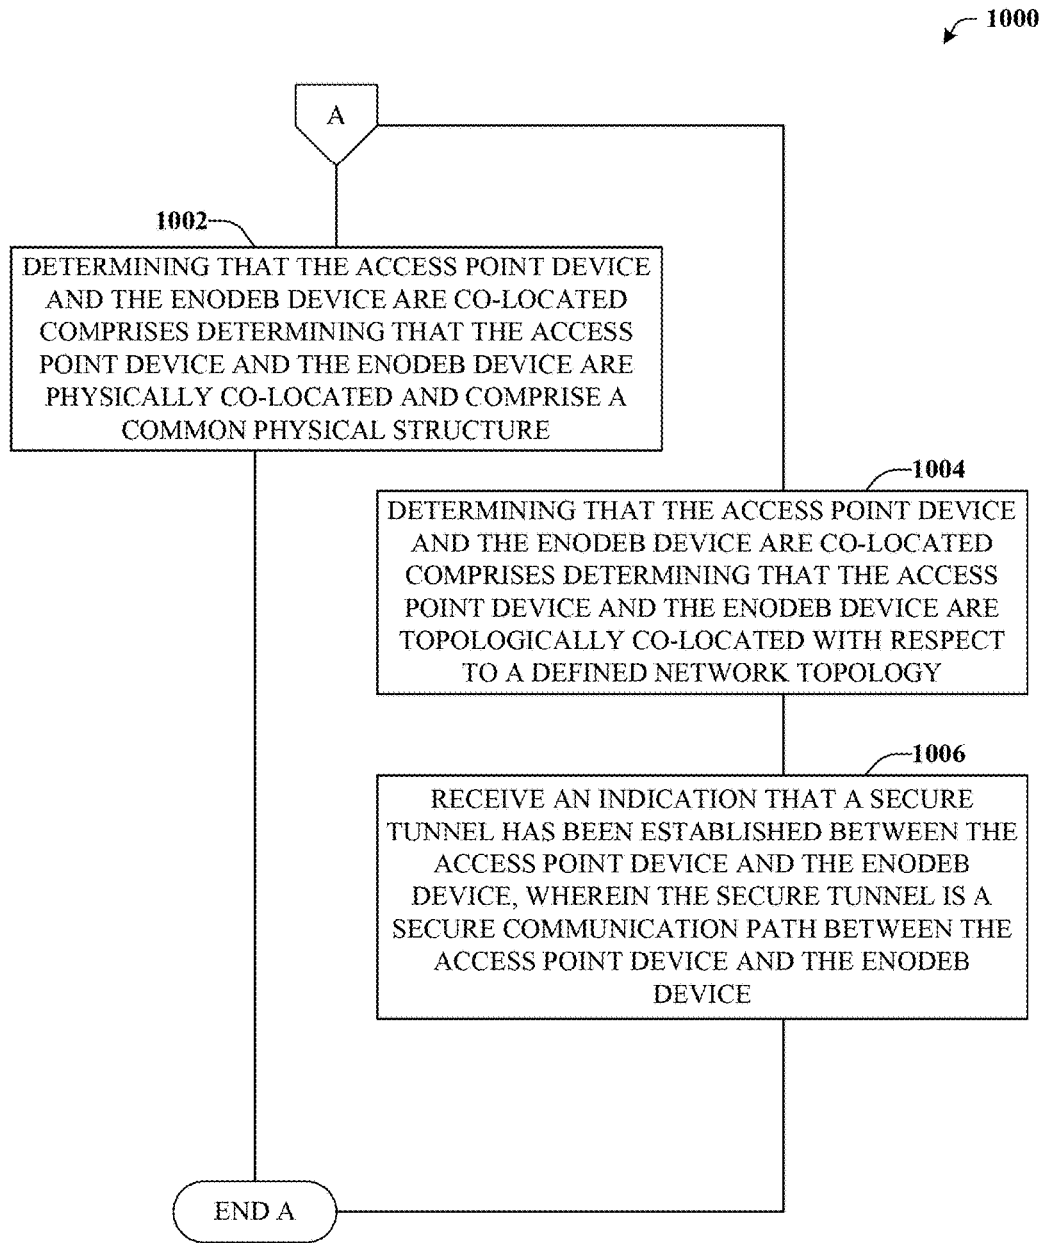 1000
A
1002
DETERMINING THAT THE ACCESS POINT DEVICE
AND THE ENODEB DEVICE ARE CO-LOCATED
COMPRISES DETERMINING THAT THE ACCESS
POINT DEVICE AND THE ENODEB DEVICE ARE
PHYSICALLY CO-LOCATED AND COMPRISE A
COMMON PHYSICAL STRUCTURE
1004
DETERMINING THAT THE ACCESS POINT DEVICE
AND THE ENODEB DEVICE ARE CO-LOCATED
COMPRISES DETERMINING THAT THE ACCESS
POINT DEVICE AND THE ENODEB DEVICE ARE
TOPOLOGICALLY CO-LOCATED WITH RESPECT
TO A DEFINED NETWORK TOPOLOGY
1006
RECEIVE AN INDICATION THAT A SECURE
TUNNEL HAS BEEN ESTABLISHED BETWEEN THE
ACCESS POINT DEVICE AND THE ENODEB
DEVICE, WHEREIN THE SECURE TUNNEL IS A
SECURE COMMUNICATION PATH BETWEEN THE
ACCESS POINT DEVICE AND THE ENODEB
DEVICE
END A